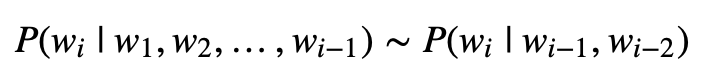 P(wᵢ | w₁, w₂, …, wᵢ₋₁) ∼ P(wᵢ | wᵢ₋₁, wᵢ₋₂)